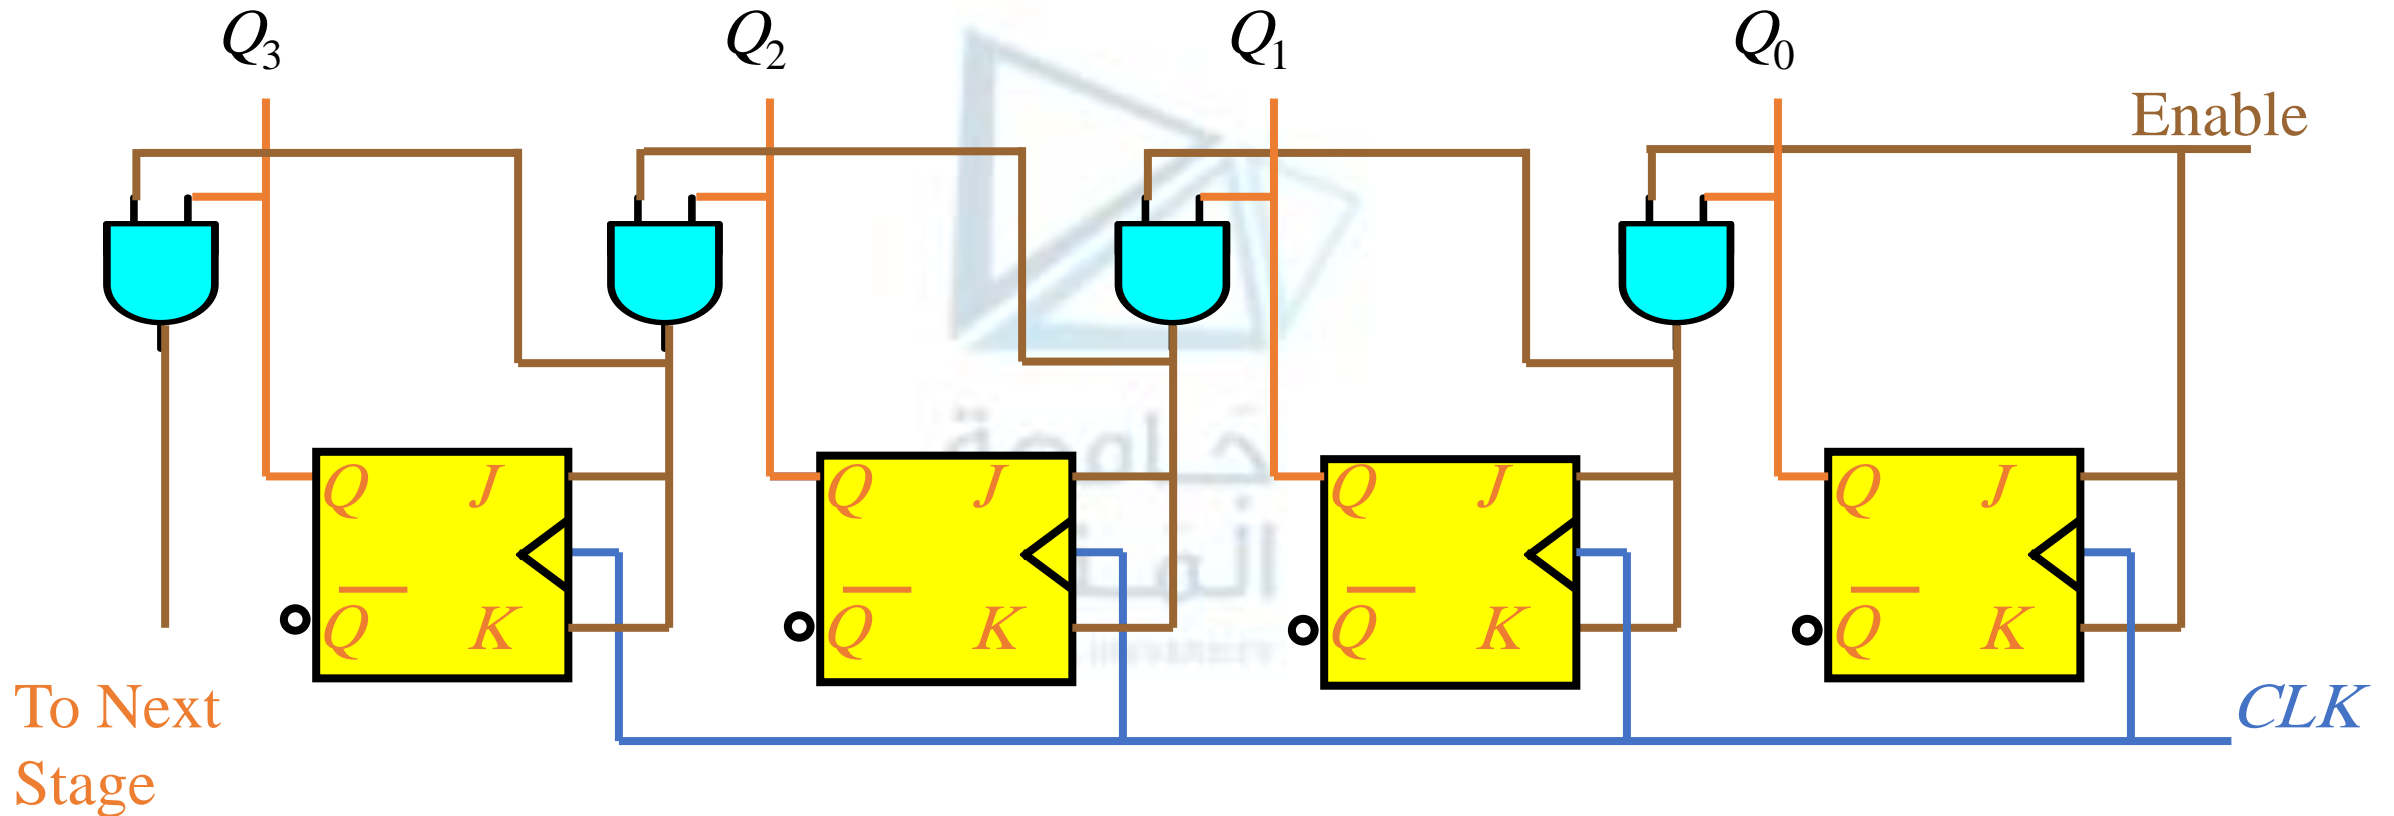 Q3 Q2 Q1 Q0
Enable
Q J Q J Q J Q J
Q̅ K Q̅ K Q̅ K Q̅ K
To Next
Stage
CLK